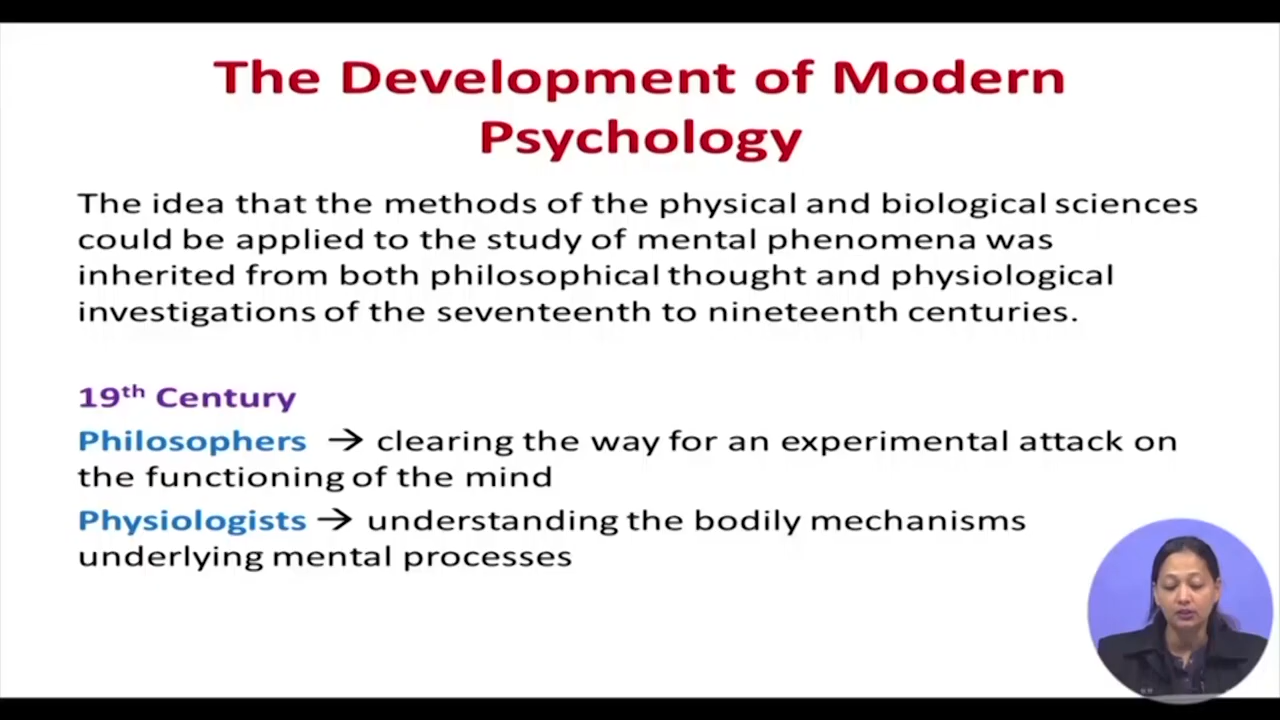 The Development of Modern
Psychology
The idea that the methods of the physical and biological sciences
could be applied to the study of mental phenomena was
inherited from both philosophical thought and physiological
investigations of the seventeenth to nineteenth centuries.
19th Century
Philosophers → clearing the way for an experimental attack on
the functioning of the mind
Physiologists → understanding the bodily mechanisms
underlying mental processes